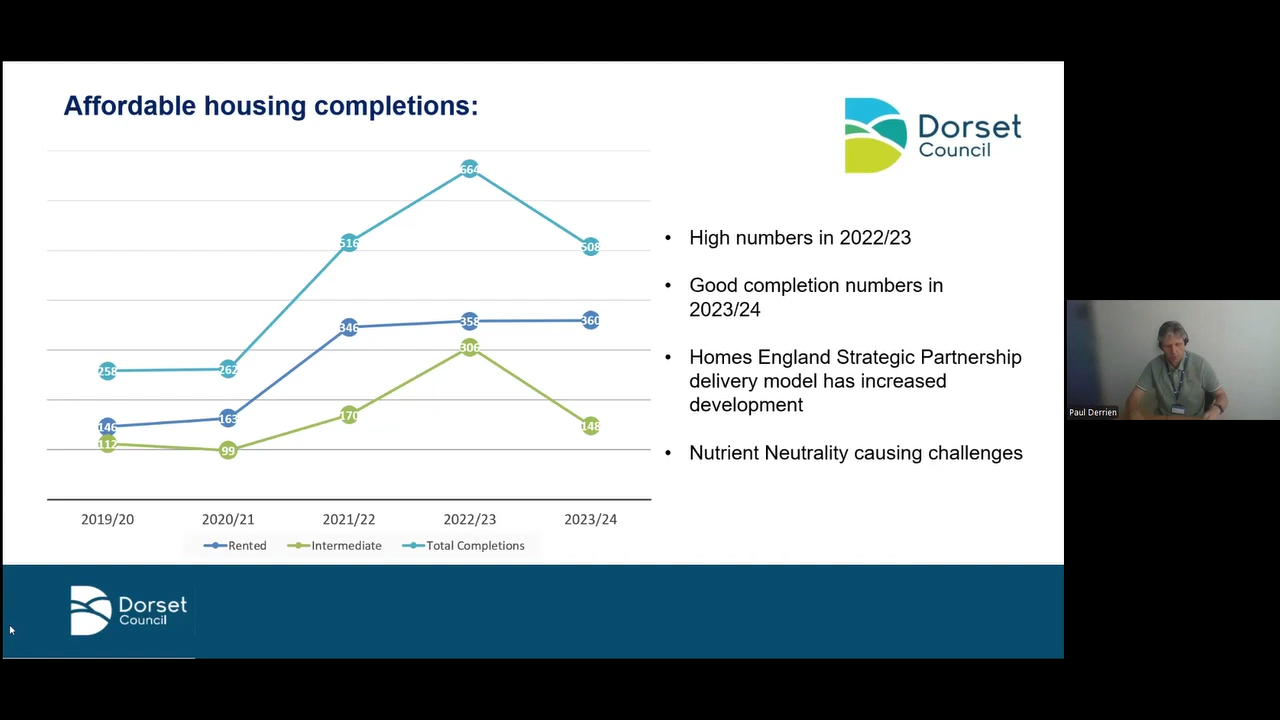 Affordable housing completions:
Dorset
Council
664
516
508
346
358
360
306
258
262
146
163
170
148
112
99
2019/20 2020/21 2021/22 2022/23 2023/24
Rented Intermediate Total Completions
• High numbers in 2022/23
• Good completion numbers in
2023/24
• Homes England Strategic Partnership
delivery model has increased
development
• Nutrient Neutrality causing challenges
Paul Derrien
Dorset
Council